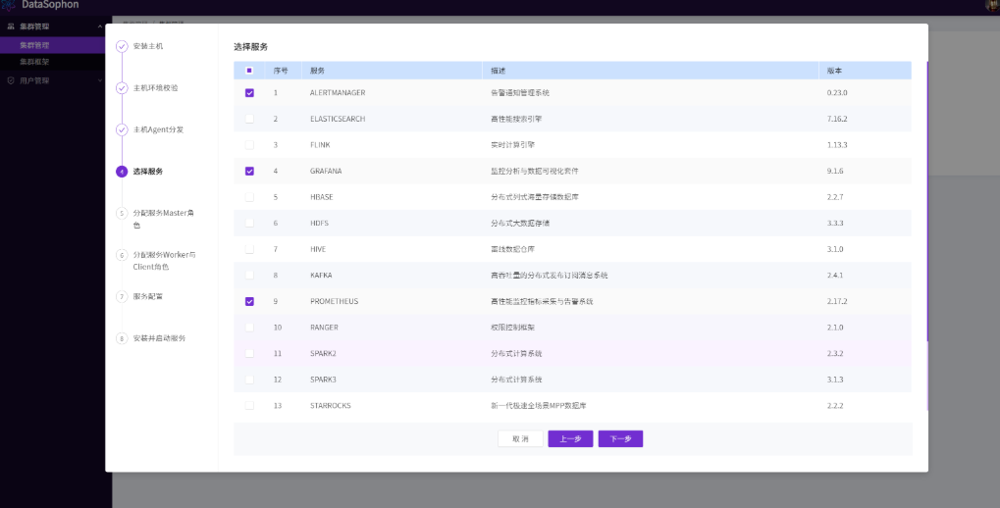 DataSophon
集群管理
集群管理
集群框架
用户管理
安装主机
主机环境校验
主机Agent分发
4 选择服务
5 分配服务Master角
色
6 分配服务Worker与
Client角色
7 服务配置
8 安装并启动服务
选择服务
序号 服务 描述 版本
1 ALERTMANAGER 告警通知管理系统 0.23.0
2 ELASTICSEARCH 高性能搜索引擎 7.16.2
3 FLINK 实时计算引擎 1.13.3
4 GRAFANA 监控分析与数据可视化套件 9.1.6
5 HBASE 分布式列式海量存储数据库 2.2.7
6 HDFS 分布式大数据存储 3.3.3
7 HIVE 离线数据仓库 3.1.0
8 KAFKA 高吞吐量的分布式发布订阅消息系统 2.4.1
9 PROMETHEUS 高性能监控指标采集与告警系统 2.17.2
10 RANGER 权限控制框架 2.1.0
11 SPARK2 分布式计算系统 2.3.2
12 SPARK3 分布式计算系统 3.1.3
13 STARROCKS 新一代极速全场景MPP数据库 2.2.2
取消 上一步 下一步